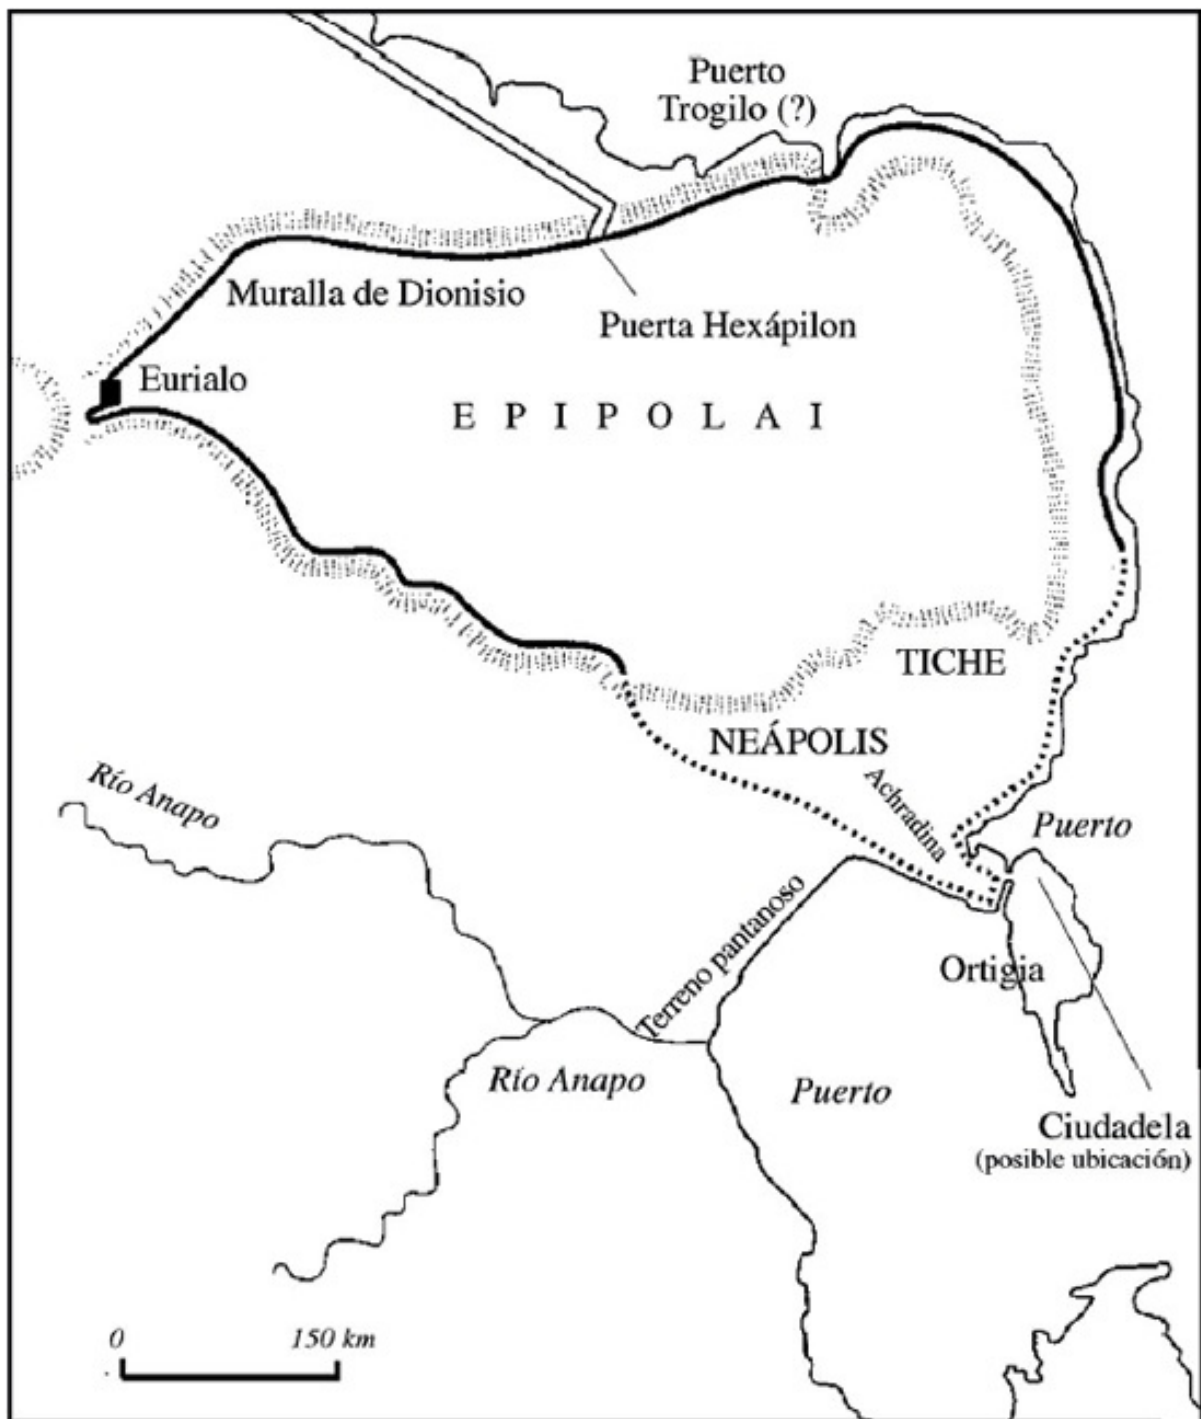 Puerto
Trogilo (?)
Muralla de Dionisio
Puerta Hexápilon
Eurialo
E P I P O L A I
TICHE
NEÁPOLIS
Río Anapo
Achradina
Puerto
Terreno pantanoso
Ortigia
Río Anapo
Puerto
Ciudadela
(posible ubicación)
0 150 km